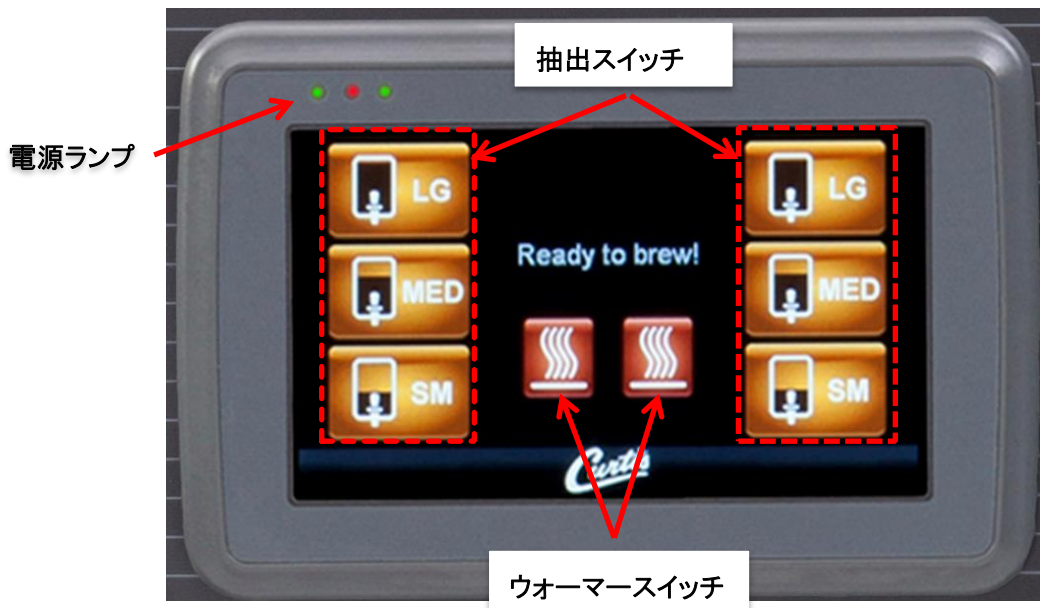 抽出スイッチ
電源ランプ
LG
LG
Ready to brew!
MED
MED
SM
SM
Curtis
ウォーマースイッチ